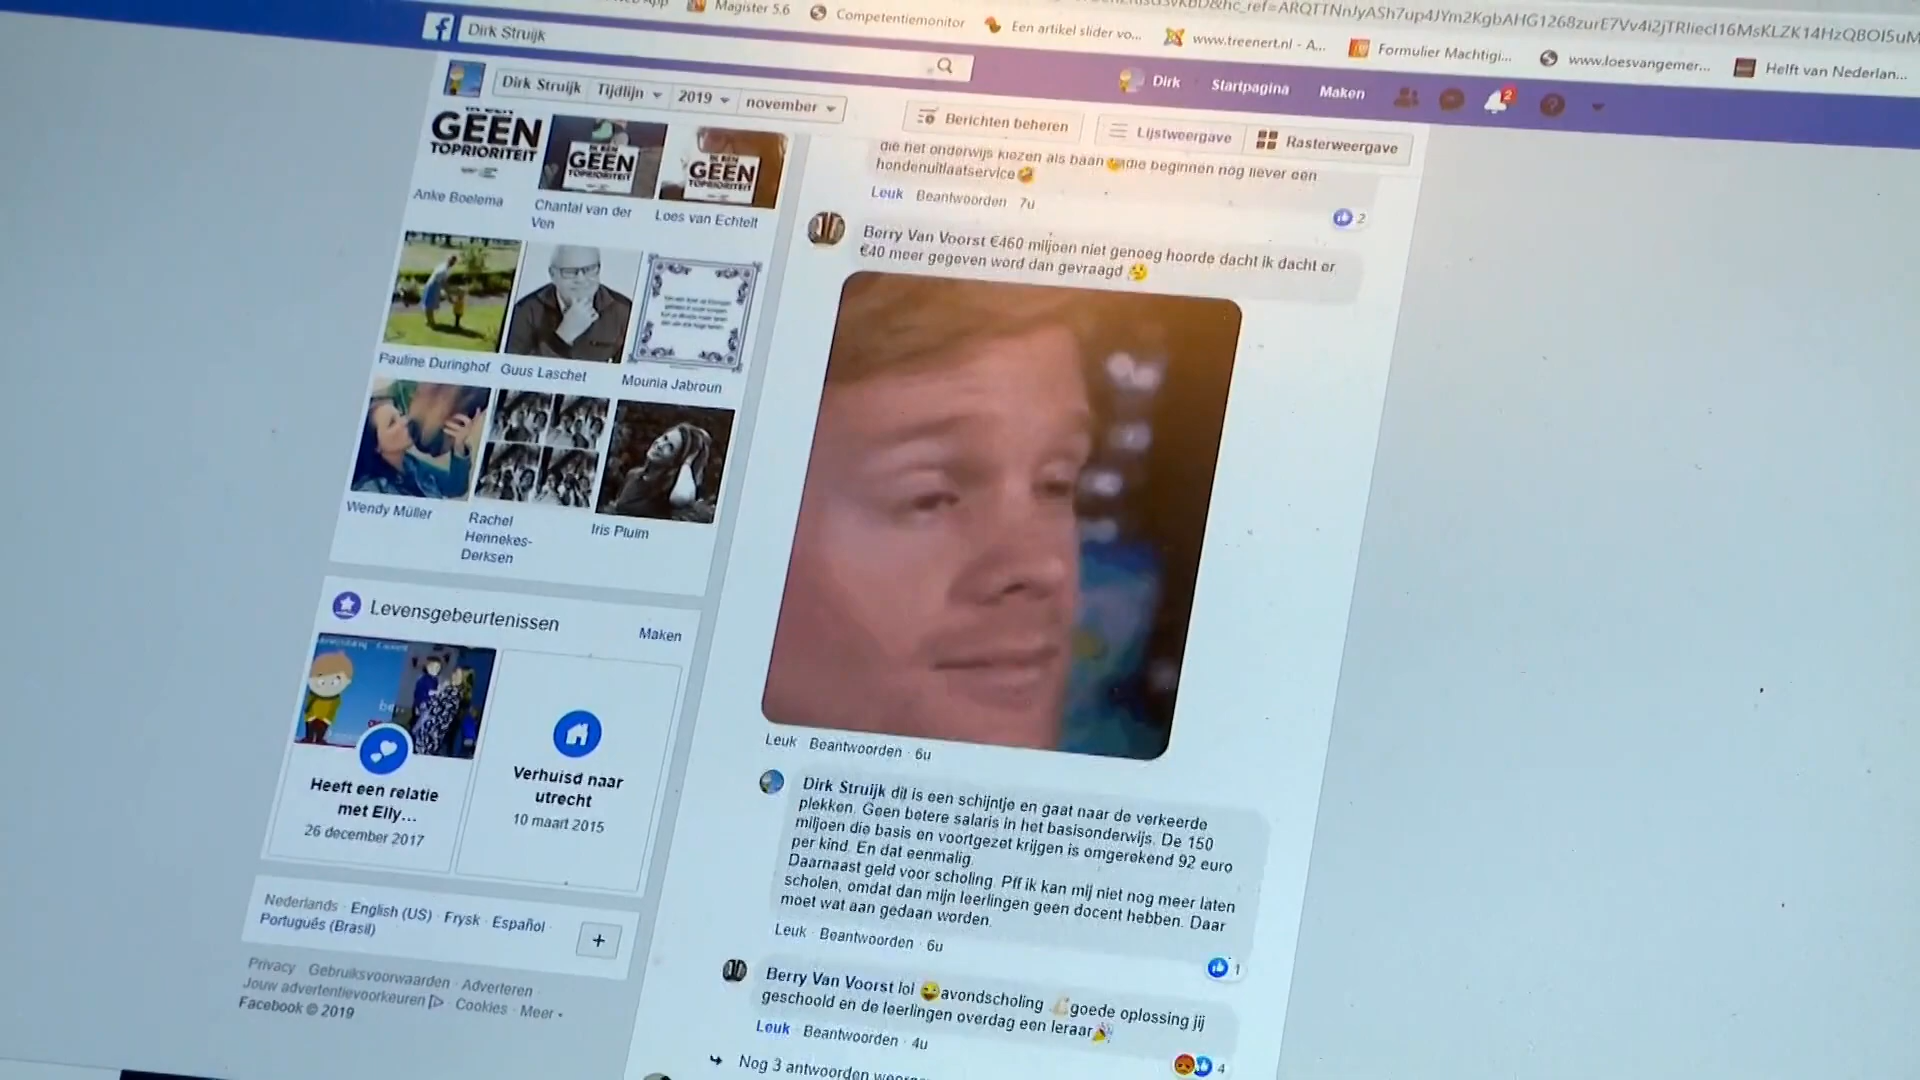 Magister 5.6
Competentiemonitor
Een artikel slider vo...
www.treenert.nl - A...
Formulier Machtigi...
www.loesvangemer...
Helft van Nederlan...
Dirk Struijk
Dirk
Startpagina
Maken
2
Dirk Struijk
Tijdlijn
2019
november
Berichten beheren
Lijstweergave
Rasterweergave
GEEN
TOPRIORITEIT
Anke Boelema
IK BEN
GEEN
TOPRIORITEIT
Chantal van der
Ven
IK BEN
GEEN
TOPRIORITEIT
Loes van Echtelt
Pauline Duringhof
Guus Laschet
Mounia Jabroun
Wendy Müller
Rachel
Hennekes-
Derksen
Iris Pluim
Levensgebeurtenissen
Maken
Heeft een relatie
met Elly...
26 december 2017
Verhuisd naar
utrecht
10 maart 2015
Nederlands · English (US) · Frysk · Español ·
Português (Brasil)
+
Privacy · Gebruiksvoorwaarden · Adverteren ·
Jouw advertentievoorkeuren · Cookies · Meer
Facebook © 2019
die het onderwijs kiezen als baan 😂die beginnen nog liever een
hondenuitlaatservice🤣
Leuk · Beantwoorden · 7u
2
Berry Van Voorst €460 miljoen niet genoeg hoorde dacht ik dacht er
€40 meer gegeven word dan gevraagd 🤔
Leuk · Beantwoorden · 6u
Dirk Struijk dit is een schijntje en gaat naar de verkeerde
plekken. Geen betere salaris in het basisonderwijs. De 150
miljoen die basis en voortgezet krijgen is omgerekend 92 euro
per kind. En dat eenmalig.
Daarnaast geld voor scholing. Pff ik kan mij niet nog meer laten
scholen, omdat dan mijn leerlingen geen docent hebben. Daar
moet wat aan gedaan worden.
Leuk · Beantwoorden · 6u
1
Berry Van Voorst lol 😂avondscholing 💪goede oplossing jij
geschoold en de leerlingen overdag een leraar🎉
Leuk · Beantwoorden · 4u
4
Nog 3 antwoorden